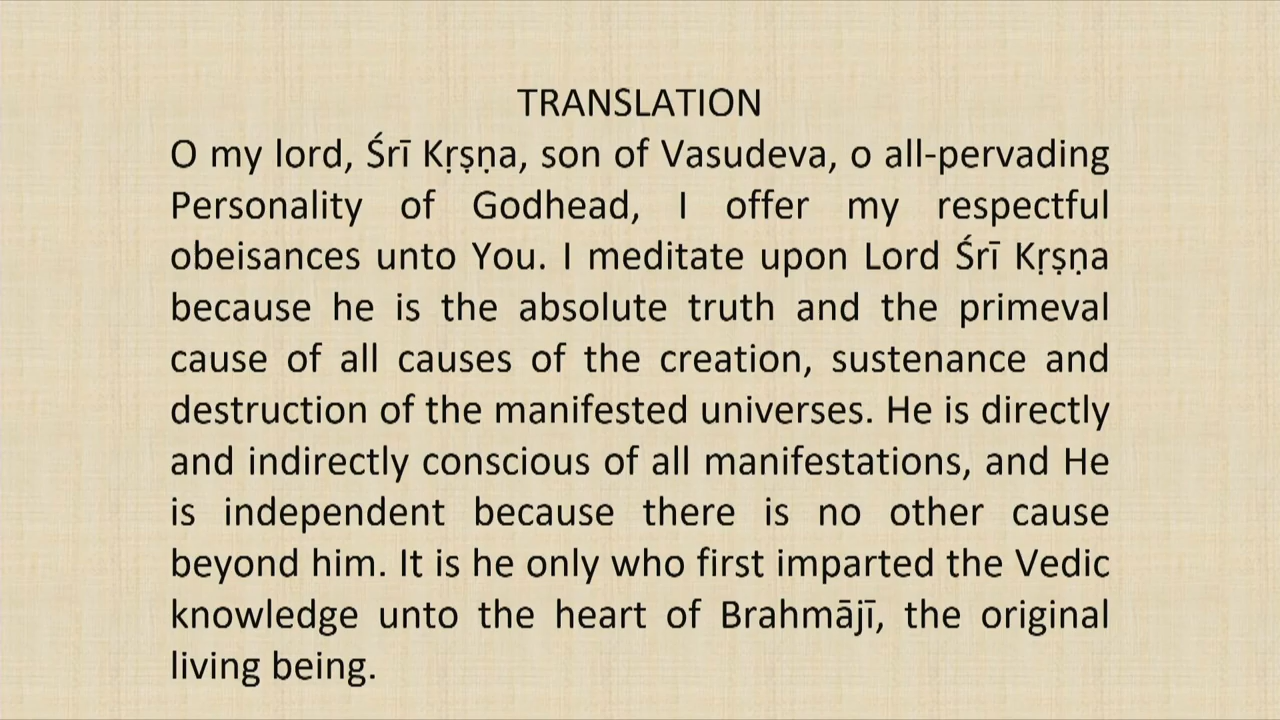 TRANSLATION
O my lord, Śrī Kṛṣṇa, son of Vasudeva, o all-pervading
Personality of Godhead, I offer my respectful
obeisances unto You. I meditate upon Lord Śrī Kṛṣṇa
because he is the absolute truth and the primeval
cause of all causes of the creation, sustenance and
destruction of the manifested universes. He is directly
and indirectly conscious of all manifestations, and He
is independent because there is no other cause
beyond him. It is he only who first imparted the Vedic
knowledge unto the heart of Brahmājī, the original
living being.